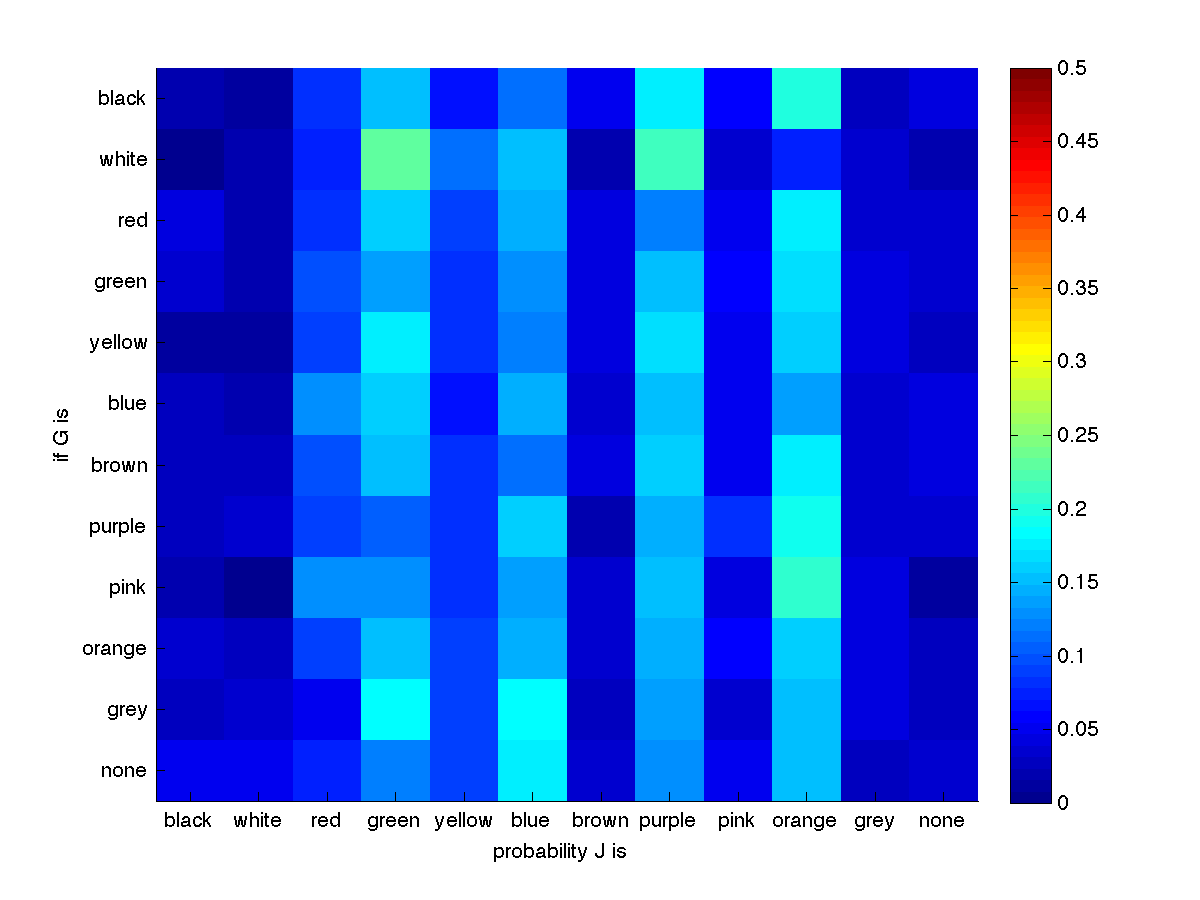 black
white
red
green
yellow
blue
brown
purple
pink
orange
grey
none
if G is
black white red green yellow blue brown purple pink orange grey none
probability J is
0.5
0.45
0.4
0.35
0.3
0.25
0.2
0.15
0.1
0.05
0